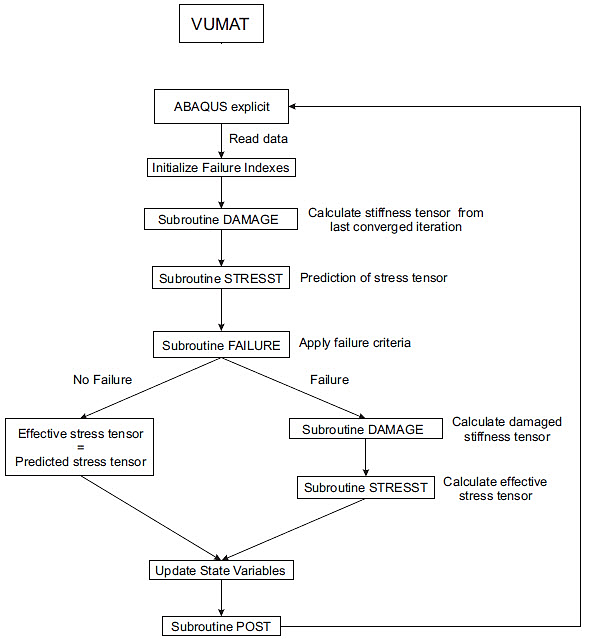 VUMAT
ABAQUS explicit
Read data
Initialize Failure Indexes
Subroutine DAMAGE
Calculate stiffness tensor from
last converged iteration
Subroutine STRESST
Prediction of stress tensor
Subroutine FAILURE
Apply failure criteria
No Failure
Failure
Effective stress tensor
=
Predicted stress tensor
Subroutine DAMAGE
Calculate damaged
stiffness tensor
Subroutine STRESST
Calculate effective
stress tensor
Update State Variables
Subroutine POST